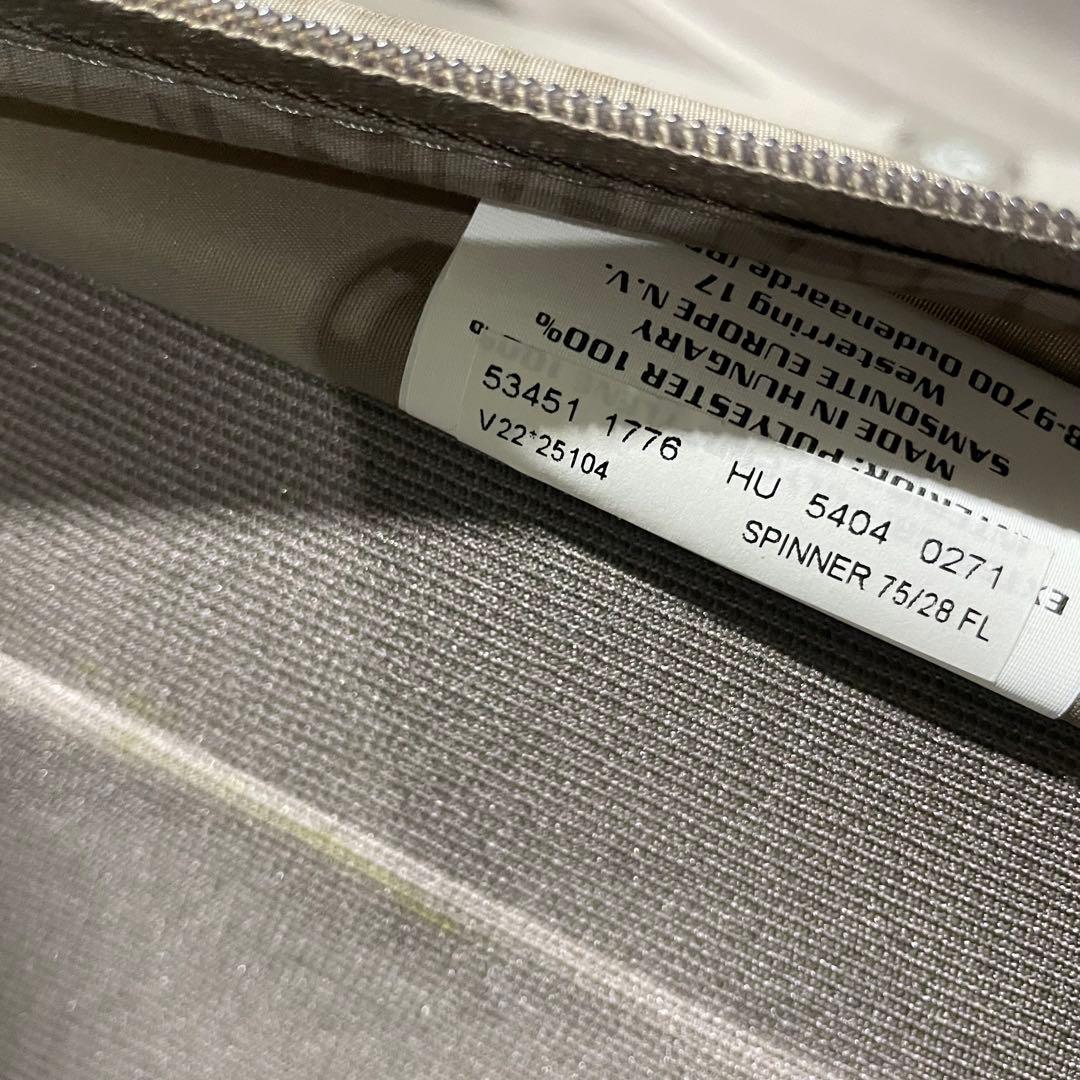 53451 1776 HU 5404 0271
V22*25104 SPINNER 75/28 FL
POLYESTER 100%
MADE IN HUNGARY
SAMSONITE EUROPE N.V.
Westerring 17
B-9700 Oudenaarde